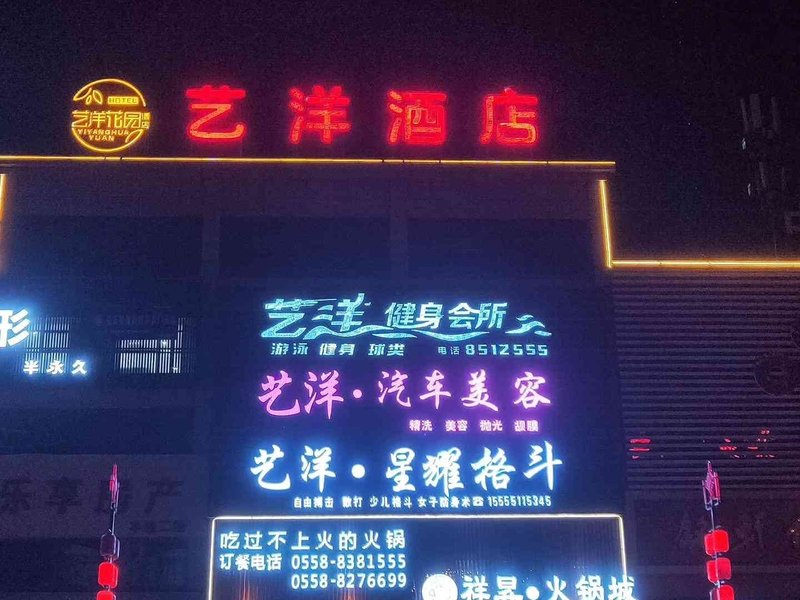 HOTEL
艺洋花园酒店
YIYANGHUA
YUAN
艺洋酒店
艺洋 健身会所
游泳 健身 球类 电话 8512555
形
半永久
艺洋·汽车美容
精洗 美容 抛光 镀膜
艺洋·星耀格斗
自由搏击 散打 少儿格斗 女子防身术 ☎ 15555115345
吃过不上火的火锅
订餐电话 0558-8381555
0558-8276699
祥昇·火锅城